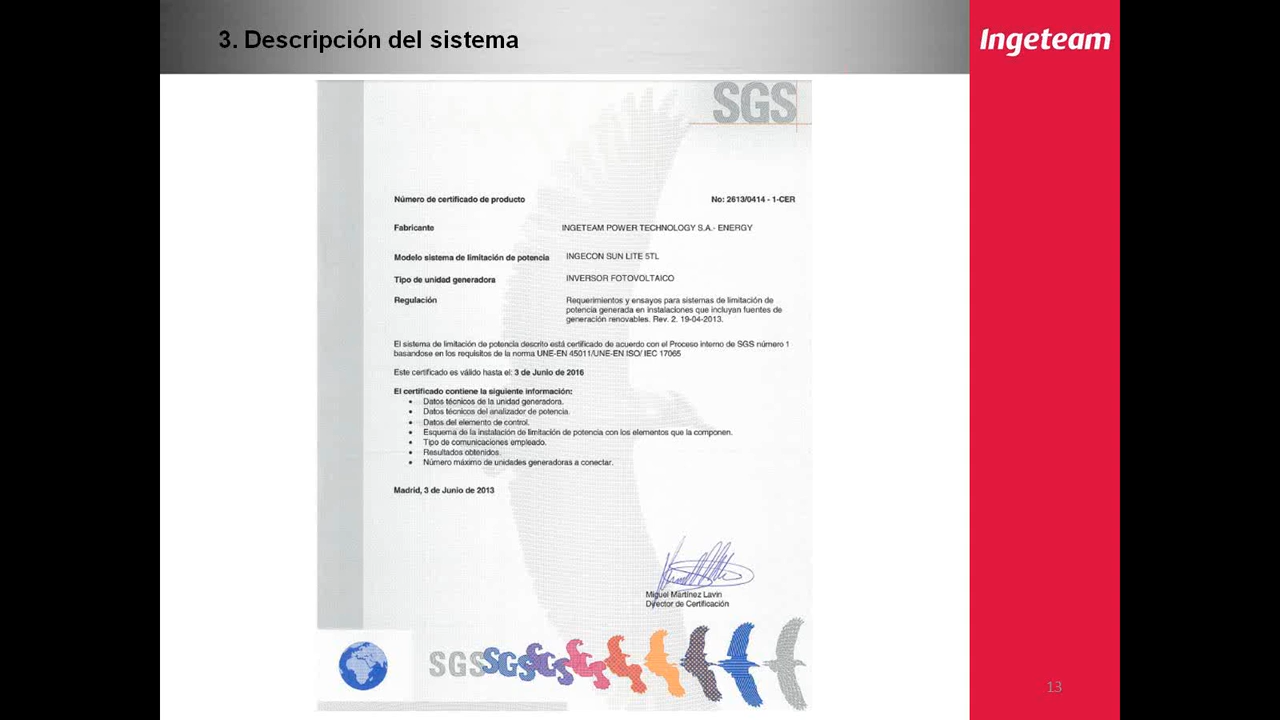 3. Descripción del sistema
Ingeteam
SGS
Número de certificado de producto No: 2613/0414 - 1-CER
Fabricante INGETEAM POWER TECHNOLOGY S.A.- ENERGY
Modelo sistema de limitación de potencia INGECON SUN LITE 5TL
Tipo de unidad generadora INVERSOR FOTOVOLTAICO
Regulación Requerimientos y ensayos para sistemas de limitación de
potencia generada en instalaciones que incluyan fuentes de
generación renovables. Rev. 2. 19-04-2013.
El sistema de limitación de potencia descrito está certificado de acuerdo con el Proceso interno de SGS número 1
basandose en los requisitos de la norma UNE-EN 45011/UNE-EN ISO/ IEC 17065
Este certificado es válido hasta el: 3 de Junio de 2016
El certificado contiene la siguiente información:
• Datos técnicos de la unidad generadora.
• Datos técnicos del analizador de potencia.
• Datos del elemento de control.
• Esquema de la instalación de limitación de potencia con los elementos que la componen.
• Tipo de comunicaciones empleado.
• Resultados obtenidos.
• Número máximo de unidades generadoras a conectar.
Madrid, 3 de Junio de 2013
Miguel Martínez Lavin
Director de Certificación
SGS SGS SGS
13